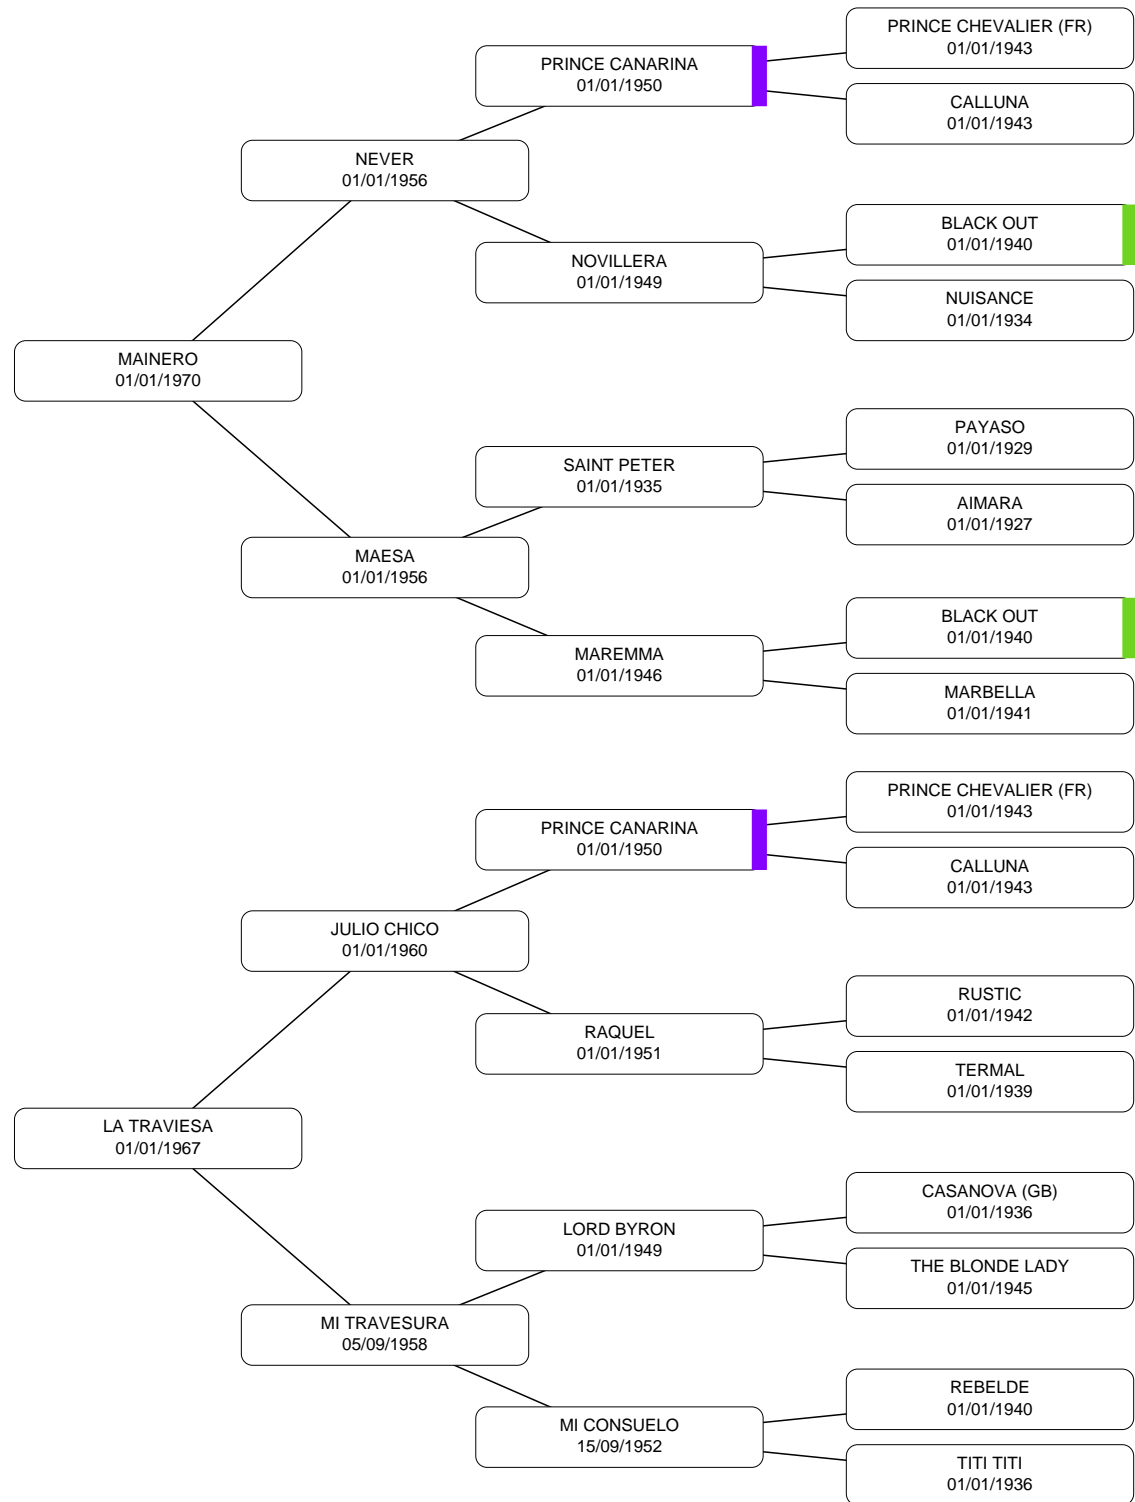 PRINCE CHEVALIER (FR)
01/01/1943
PRINCE CANARINA
01/01/1950
CALLUNA
01/01/1943
NEVER
01/01/1956
BLACK OUT
01/01/1940
NOVILLERA
01/01/1949
NUISANCE
01/01/1934
MAINERO
01/01/1970
PAYASO
01/01/1929
SAINT PETER
01/01/1935
AIMARA
01/01/1927
MAESA
01/01/1956
BLACK OUT
01/01/1940
MAREMMA
01/01/1946
MARBELLA
01/01/1941
PRINCE CHEVALIER (FR)
01/01/1943
PRINCE CANARINA
01/01/1950
CALLUNA
01/01/1943
JULIO CHICO
01/01/1960
RUSTIC
01/01/1942
RAQUEL
01/01/1951
TERMAL
01/01/1939
LA TRAVIESA
01/01/1967
CASANOVA (GB)
01/01/1936
LORD BYRON
01/01/1949
THE BLONDE LADY
01/01/1945
MI TRAVESURA
05/09/1958
REBELDE
01/01/1940
MI CONSUELO
15/09/1952
TITI TITI
01/01/1936